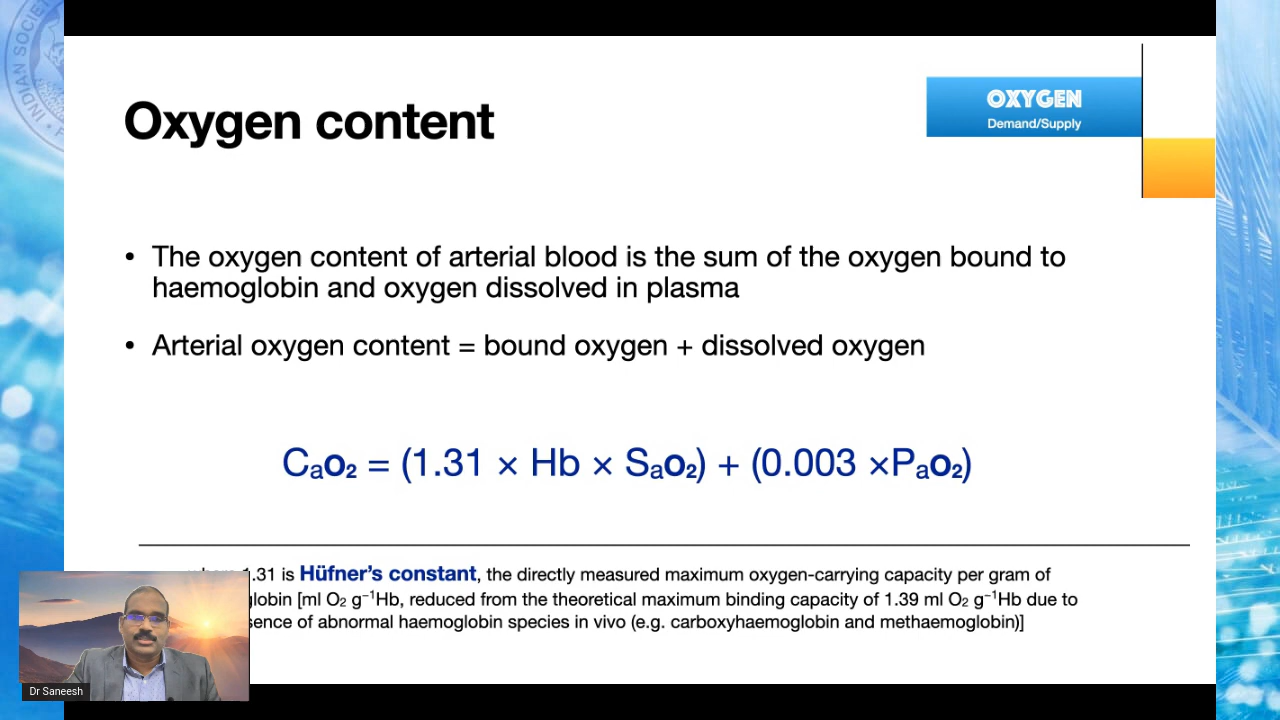 INDIAN SOCIE
OXYGEN
Demand/Supply
Oxygen content
• The oxygen content of arterial blood is the sum of the oxygen bound to
haemoglobin and oxygen dissolved in plasma
• Arterial oxygen content = bound oxygen + dissolved oxygen
CaO₂ = (1.31 × Hb × SaO₂) + (0.003 ×PaO₂)
1.31 is Hüfner’s constant, the directly measured maximum oxygen-carrying capacity per gram of
globin [ml O₂ g⁻¹Hb, reduced from the theoretical maximum binding capacity of 1.39 ml O₂ g⁻¹Hb due to
sence of abnormal haemoglobin species in vivo (e.g. carboxyhaemoglobin and methaemoglobin)]
Dr Saneesh